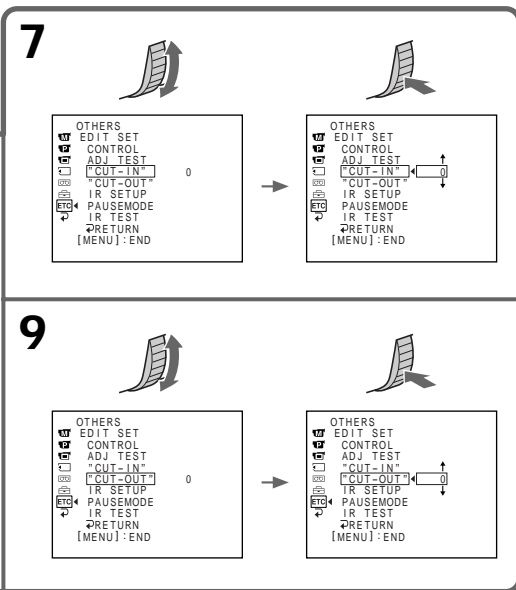 7
OTHERS
EDIT SET
CONTROL
ADJ TEST
"CUT-IN" 0
"CUT-OUT"
IR SETUP
ETC PAUSEMODE
IR TEST
RETURN
[MENU]:END
OTHERS
EDIT SET
CONTROL
ADJ TEST
"CUT-IN" 0
"CUT-OUT"
IR SETUP
ETC PAUSEMODE
IR TEST
RETURN
[MENU]:END
9
OTHERS
EDIT SET
CONTROL
ADJ TEST
"CUT-IN"
"CUT-OUT" 0
IR SETUP
ETC PAUSEMODE
IR TEST
RETURN
[MENU]:END
OTHERS
EDIT SET
CONTROL
ADJ TEST
"CUT-IN"
"CUT-OUT" 0
IR SETUP
ETC PAUSEMODE
IR TEST
RETURN
[MENU]:END